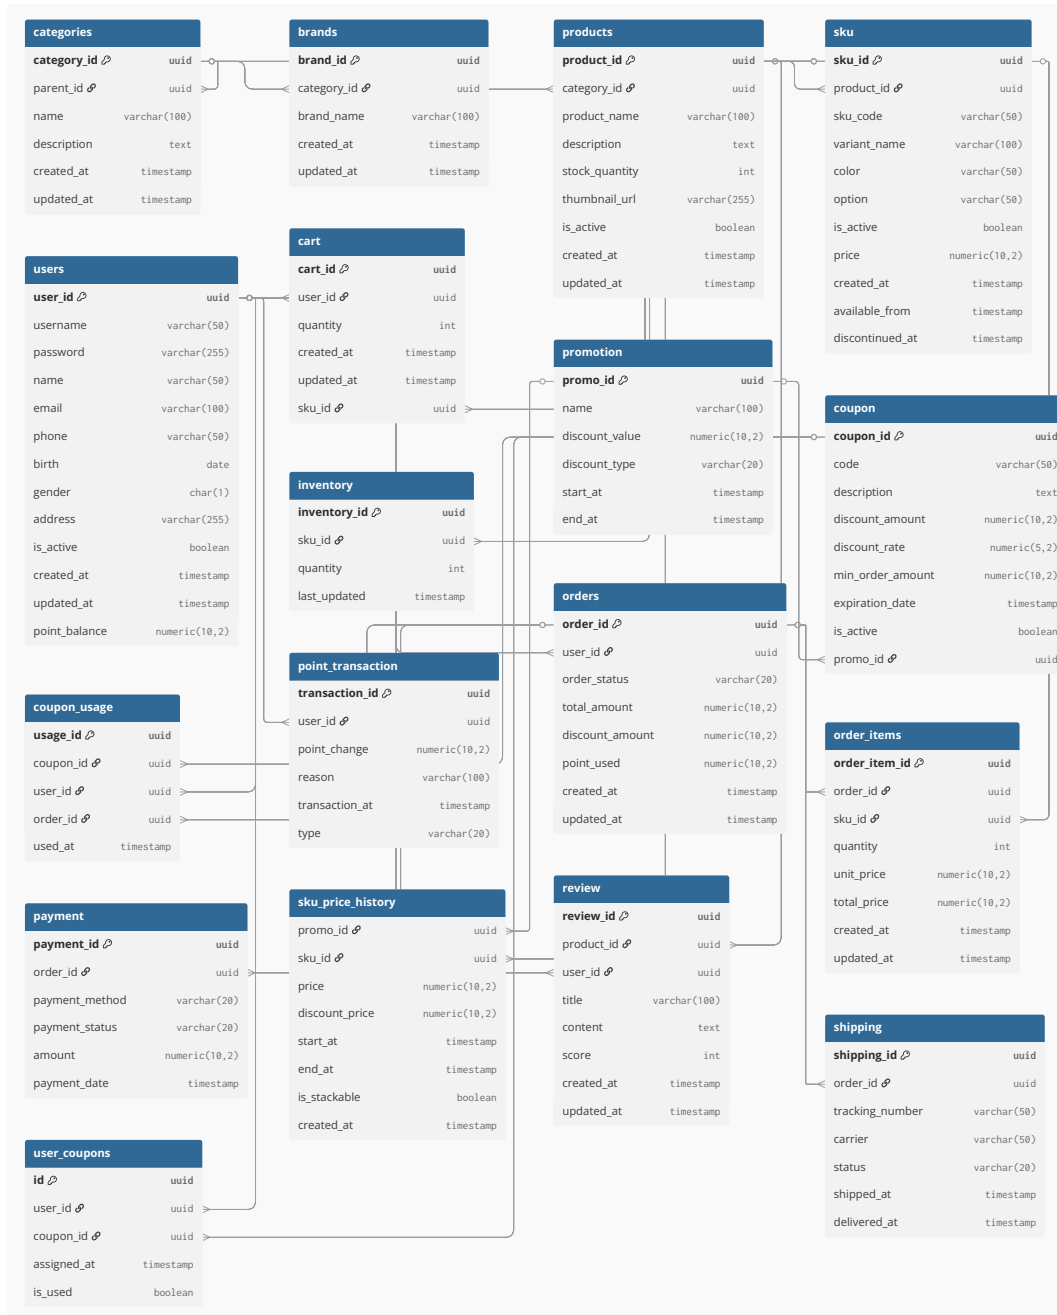 categories
category_id uuid
parent_id uuid
name varchar(100)
description text
created_at timestamp
updated_at timestamp
brands
brand_id uuid
category_id uuid
brand_name varchar(100)
created_at timestamp
updated_at timestamp
products
product_id uuid
category_id uuid
product_name varchar(100)
description text
stock_quantity int
thumbnail_url varchar(255)
is_active boolean
created_at timestamp
updated_at timestamp
sku
sku_id uuid
product_id uuid
sku_code varchar(50)
variant_name varchar(100)
color varchar(50)
option varchar(50)
is_active boolean
price numeric(10,2)
created_at timestamp
available_from timestamp
discontinued_at timestamp
users
user_id uuid
username varchar(50)
password varchar(255)
name varchar(50)
email varchar(100)
phone varchar(50)
birth date
gender char(1)
address varchar(255)
is_active boolean
created_at timestamp
updated_at timestamp
point_balance numeric(10,2)
cart
cart_id uuid
user_id uuid
quantity int
created_at timestamp
updated_at timestamp
sku_id uuid
promotion
promo_id uuid
name varchar(100)
discount_value numeric(10,2)
discount_type varchar(20)
start_at timestamp
end_at timestamp
coupon
coupon_id uuid
code varchar(50)
description text
discount_amount numeric(10,2)
discount_rate numeric(5,2)
min_order_amount numeric(10,2)
expiration_date timestamp
is_active boolean
promo_id uuid
inventory
inventory_id uuid
sku_id uuid
quantity int
last_updated timestamp
orders
order_id uuid
user_id uuid
order_status varchar(20)
total_amount numeric(10,2)
discount_amount numeric(10,2)
point_used numeric(10,2)
created_at timestamp
updated_at timestamp
point_transaction
transaction_id uuid
user_id uuid
point_change numeric(10,2)
reason varchar(100)
transaction_at timestamp
type varchar(20)
coupon_usage
usage_id uuid
coupon_id uuid
user_id uuid
order_id uuid
used_at timestamp
order_items
order_item_id uuid
order_id uuid
sku_id uuid
quantity int
unit_price numeric(10,2)
total_price numeric(10,2)
created_at timestamp
updated_at timestamp
payment
payment_id uuid
order_id uuid
payment_method varchar(20)
payment_status varchar(20)
amount numeric(10,2)
payment_date timestamp
sku_price_history
promo_id uuid
sku_id uuid
price numeric(10,2)
discount_price numeric(10,2)
start_at timestamp
end_at timestamp
is_stackable boolean
created_at timestamp
review
review_id uuid
product_id uuid
user_id uuid
title varchar(100)
content text
score int
created_at timestamp
updated_at timestamp
shipping
shipping_id uuid
order_id uuid
tracking_number varchar(50)
carrier varchar(50)
status varchar(20)
shipped_at timestamp
delivered_at timestamp
user_coupons
id uuid
user_id uuid
coupon_id uuid
assigned_at timestamp
is_used boolean